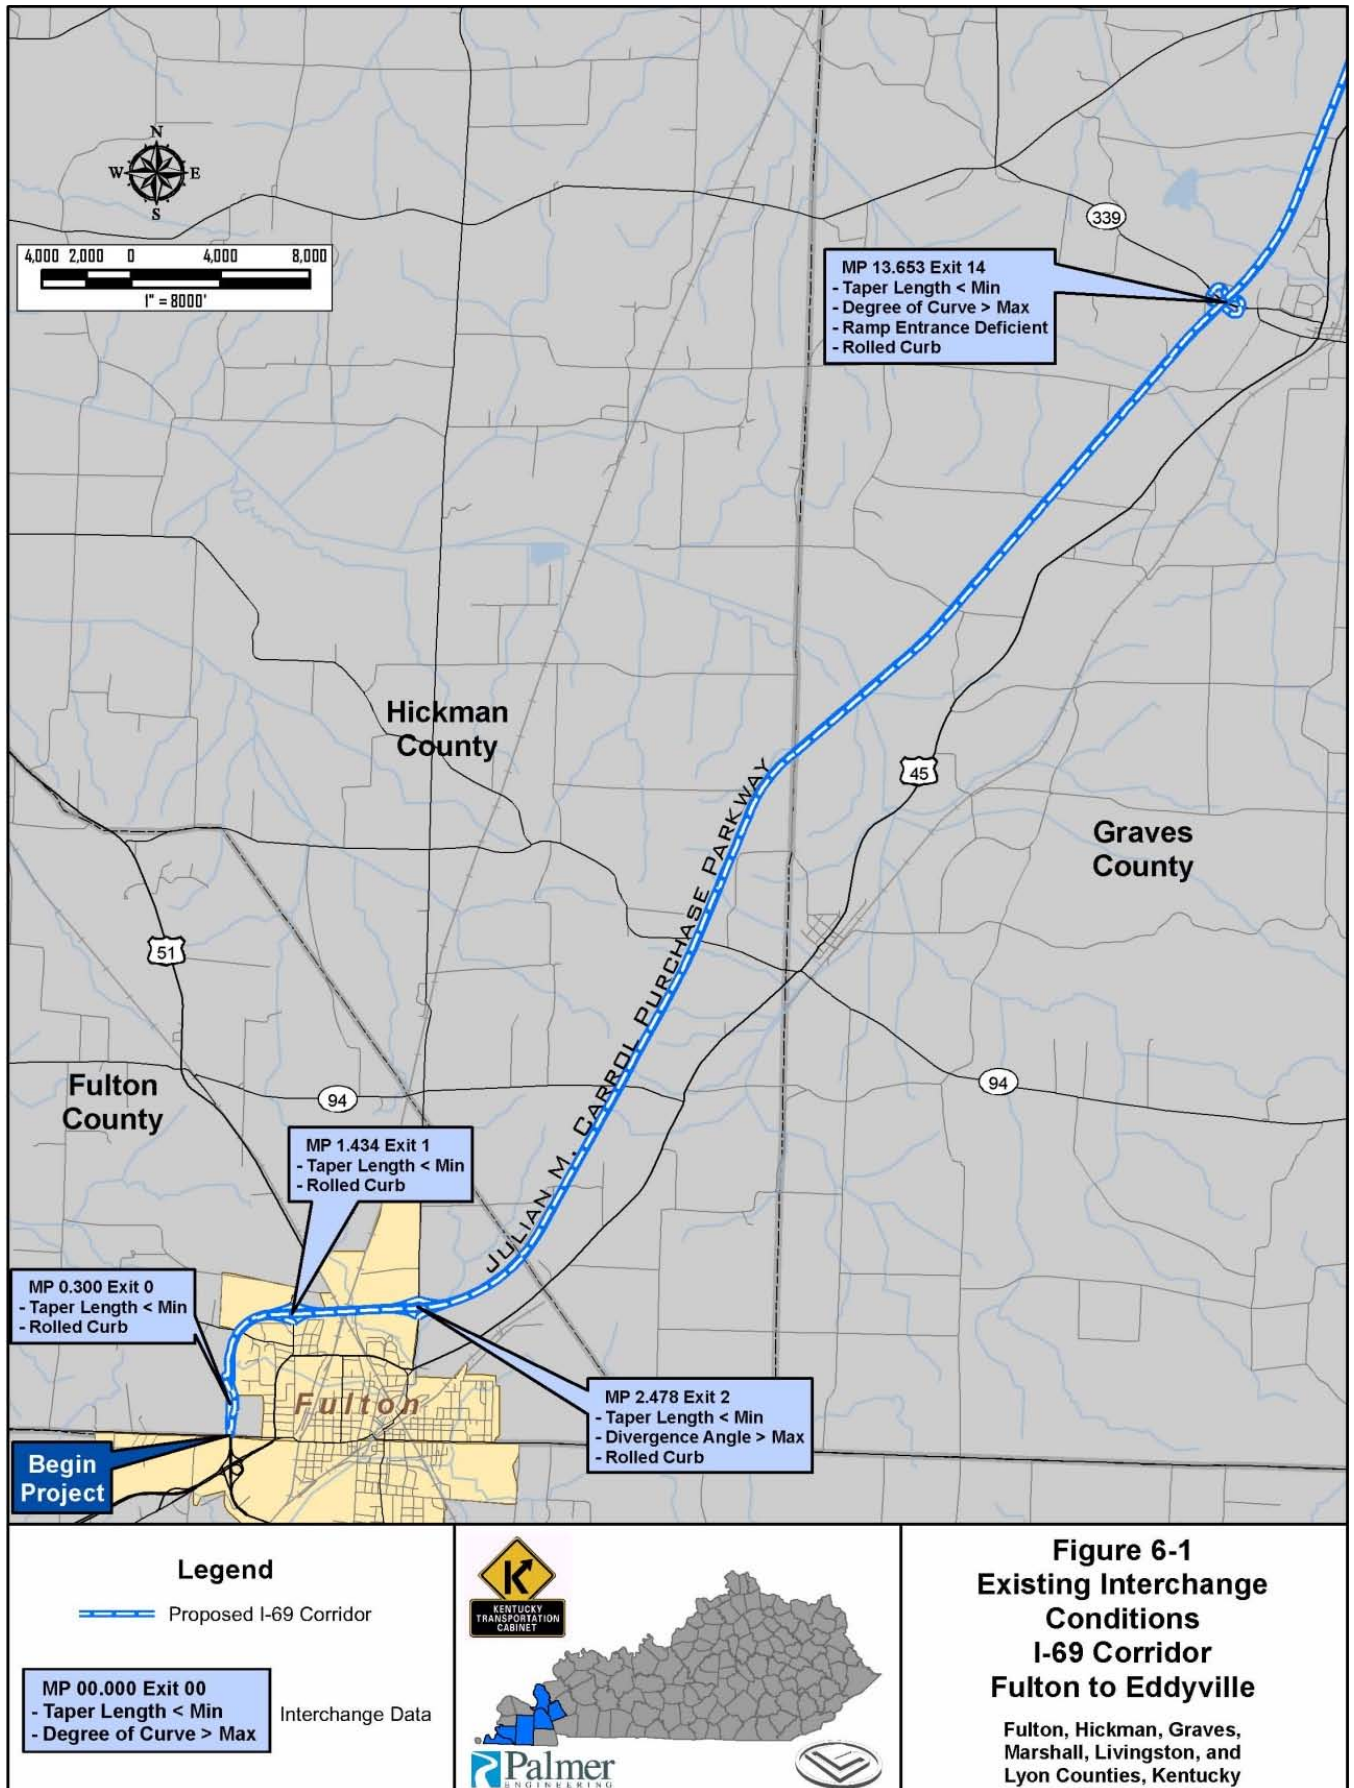 N
W E
S
4,000 2,000 0 4,000 8,000
1" = 8000'
339
MP 13.653 Exit 14
- Taper Length < Min
- Degree of Curve > Max
- Ramp Entrance Deficient
- Rolled Curb
Hickman
County
45
JULIAN M. CARROL PURCHASE PARKWAY
Graves
County
51
Fulton
County
94
94
MP 1.434 Exit 1
- Taper Length < Min
- Rolled Curb
MP 0.300 Exit 0
- Taper Length < Min
- Rolled Curb
Fulton
MP 2.478 Exit 2
- Taper Length < Min
- Divergence Angle > Max
- Rolled Curb
Begin
Project
Legend
Proposed I-69 Corridor
MP 00.000 Exit 00
- Taper Length < Min
- Degree of Curve > Max
Interchange Data
K
KENTUCKY
TRANSPORTATION
CABINET
Palmer
ENGINEERING
Figure 6-1
Existing Interchange
Conditions
I-69 Corridor
Fulton to Eddyville
Fulton, Hickman, Graves,
Marshall, Livingston, and
Lyon Counties, Kentucky